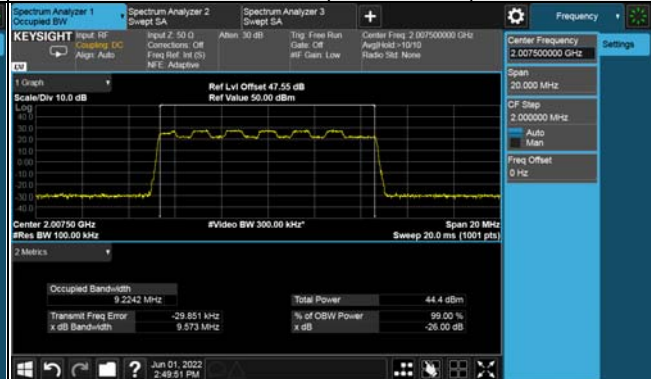 Spectrum Analyzer 1
Occupied BW
Spectrum Analyzer 2
Swept SA
Spectrum Analyzer 3
Swept SA
Frequency
KEYSIGHT
Input: RF
Coupling: DC
Align: Auto
Input Z: 50 Ω
Corrections: Off
Freq Ref: Int (S)
NFE: Adaptive
Atten: 30 dB
Trig: Free Run
Gate: Off
#IF Gain: Low
Center Freq: 2.007500000 GHz
Avg|Hold:>10/10
Radio Std: None
Center Frequency
2.007500000 GHz
Settings
Span
20.000 MHz
CF Step
2.000000 MHz
Auto
Man
Freq Offset
0 Hz
1 Graph
Scale/Div 10.0 dB
Ref Lvl Offset 47.55 dB
Ref Value 50.00 dBm
Log
40.0
30.0
20.0
10.0
0.00
-10.0
-20.0
-30.0
-40.0
Center 2.00750 GHz
#Res BW 100.00 kHz
#Video BW 300.00 kHz*
Span 20 MHz
Sweep 20.0 ms (1001 pts)
2 Metrics
Occupied Bandwidth
9.2242 MHz
Total Power 44.4 dBm
Transmit Freq Error -29.851 kHz
% of OBW Power 99.00 %
x dB Bandwidth 9.573 MHz
x dB -26.00 dB
Jun 01, 2022
2:49:51 PM